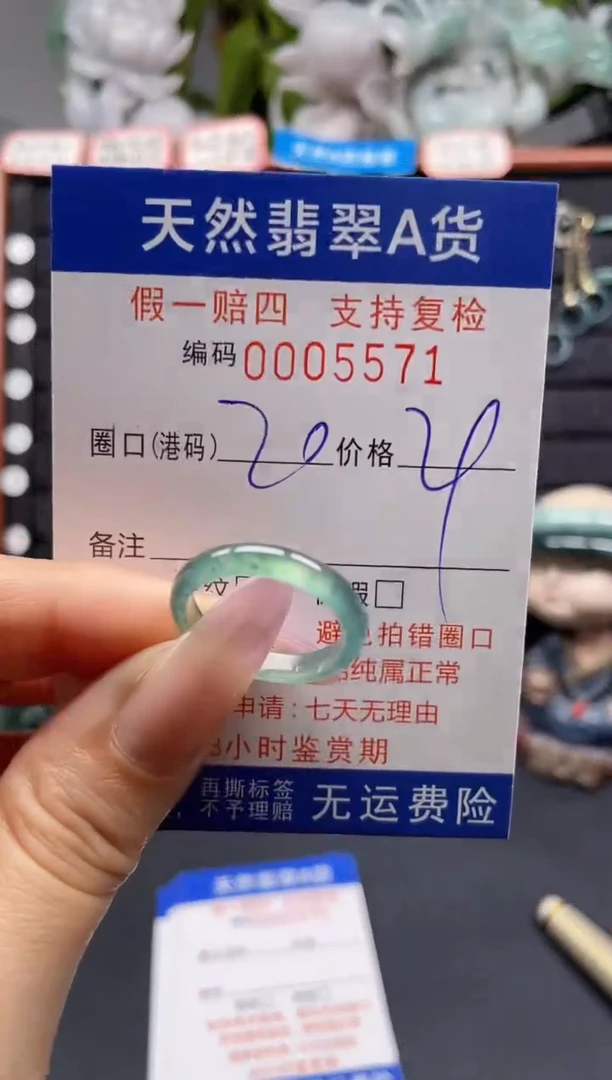 天然翡翠A货
假一赔四 支持复检
编码0005571
圈口(港码) 20 价格 4
备注
纹
避 拍错圈口
纯属正常
申请:七天无理由
小时鉴赏期
再撕标签
不予理赔 无运费险